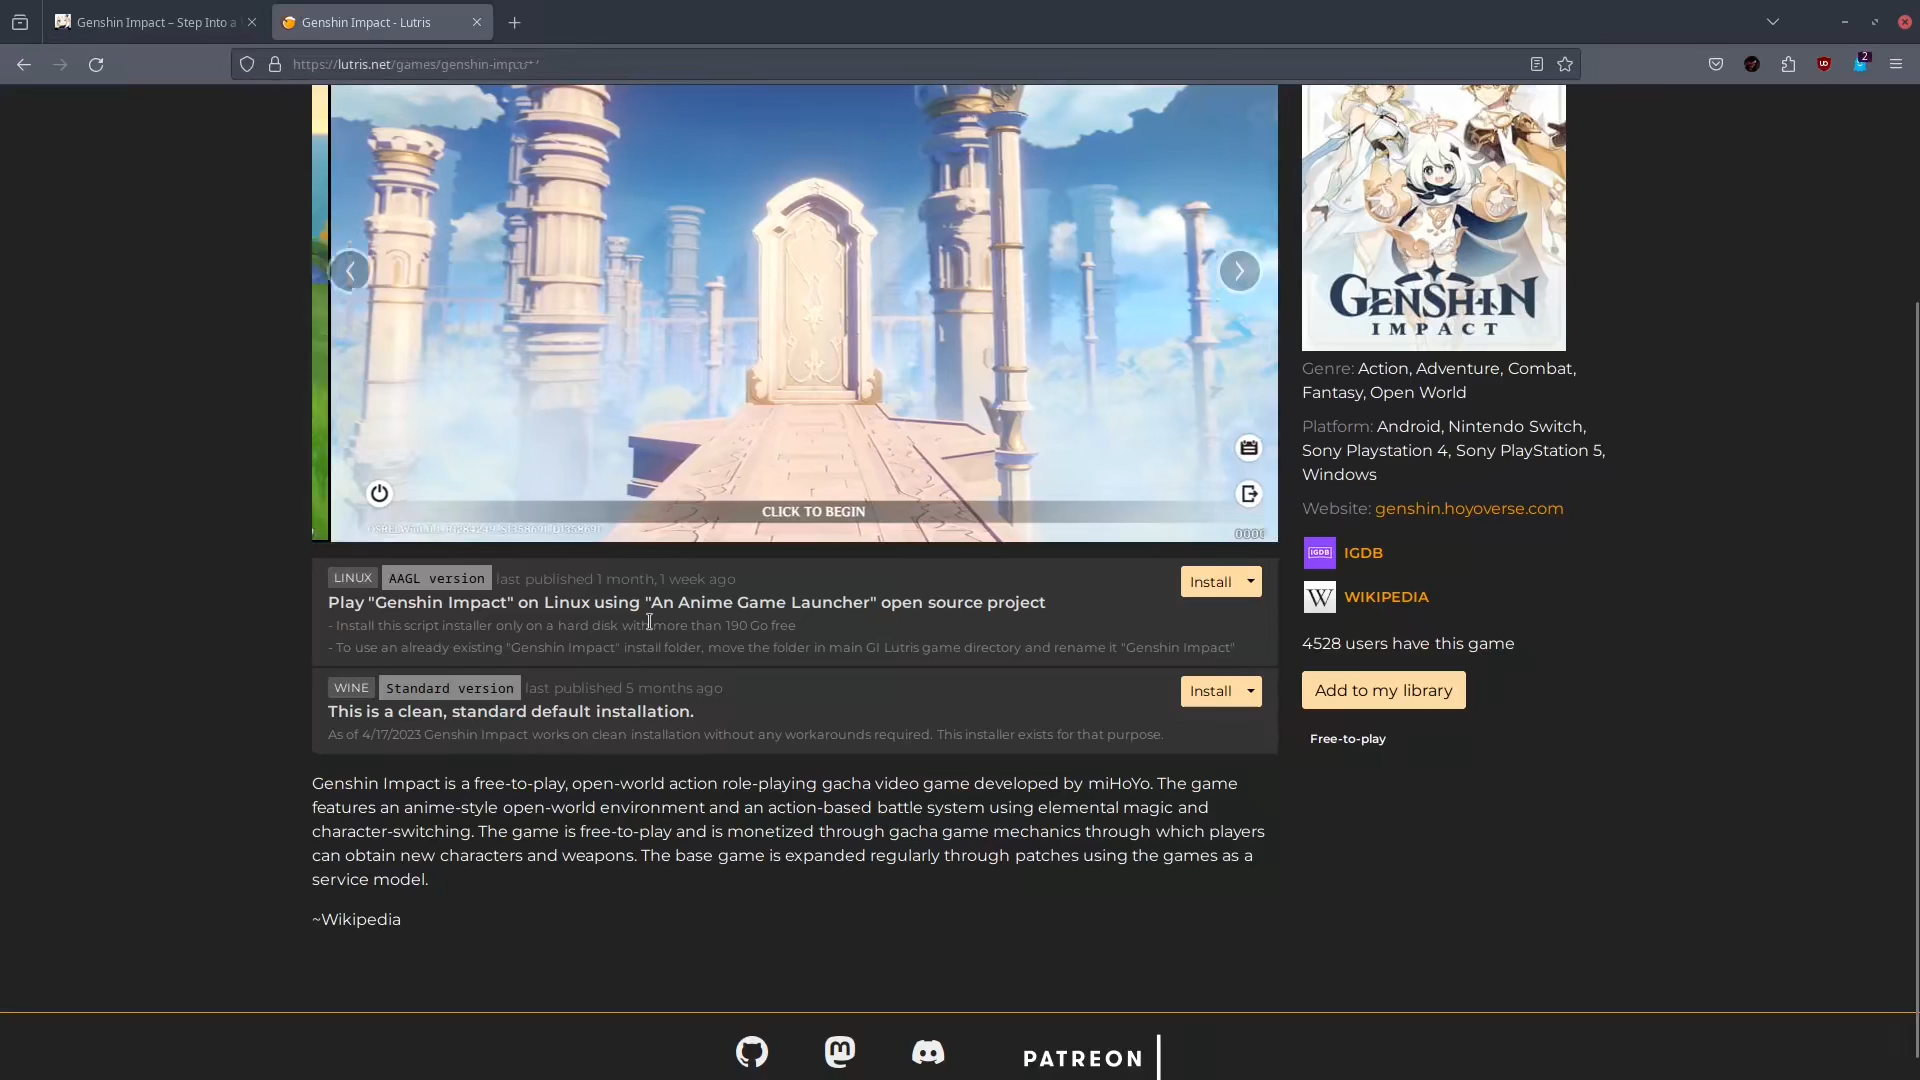 Genshin Impact – Step Into a
Genshin Impact - Lutris
https://lutris.net/games/genshin-impact/
2
GENSHIN
IMPACT
CLICK TO BEGIN
Genre: Action, Adventure, Combat,
Fantasy, Open World
Platform: Android, Nintendo Switch,
Sony Playstation 4, Sony PlayStation 5,
Windows
Website: genshin.hoyoverse.com
IGDB
IGDB
W WIKIPEDIA
4528 users have this game
Add to my library
Free-to-play
LINUX AAGL version last published 1 month, 1 week ago
Install
Play "Genshin Impact" on Linux using "An Anime Game Launcher" open source project
- Install this script installer only on a hard disk with more than 190 Go free
- To use an already existing "Genshin Impact" install folder, move the folder in main GI Lutris game directory and rename it "Genshin Impact"
WINE Standard version last published 5 months ago
Install
This is a clean, standard default installation.
As of 4/17/2023 Genshin Impact works on clean installation without any workarounds required. This installer exists for that purpose.
Genshin Impact is a free-to-play, open-world action role-playing gacha video game developed by miHoYo. The game
features an anime-style open-world environment and an action-based battle system using elemental magic and
character-switching. The game is free-to-play and is monetized through gacha game mechanics through which players
can obtain new characters and weapons. The base game is expanded regularly through patches using the games as a
service model.
~Wikipedia
PATREON